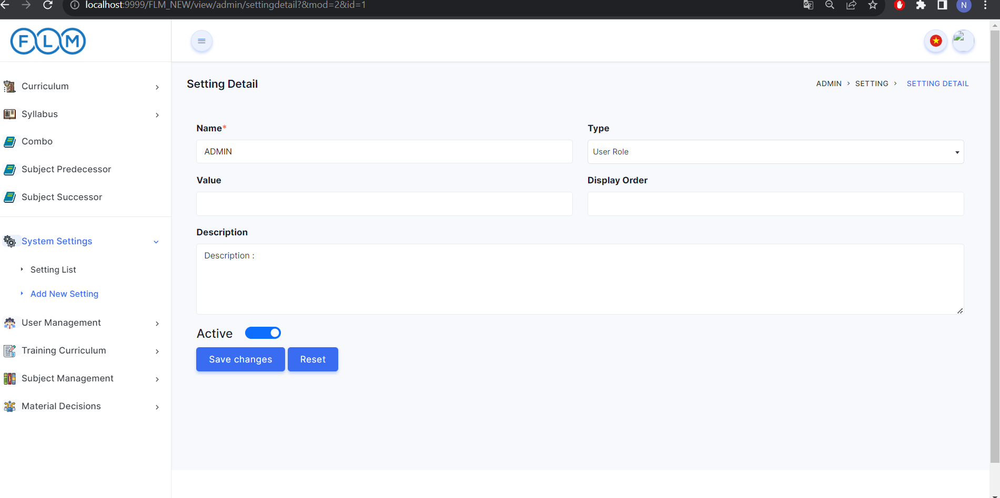 localhost:9999/FLM_NEW/view/admin/settingdetail?&mod=2&id=1
N
FLM
Curriculum
Syllabus
Combo
Subject Predecessor
Subject Successor
System Settings
Setting List
Add New Setting
User Management
Training Curriculum
Subject Management
Material Decisions
Setting Detail
ADMIN > SETTING > SETTING DETAIL
Name* Type
ADMIN User Role
Value Display Order
Description
Description :
Active
Save changes Reset